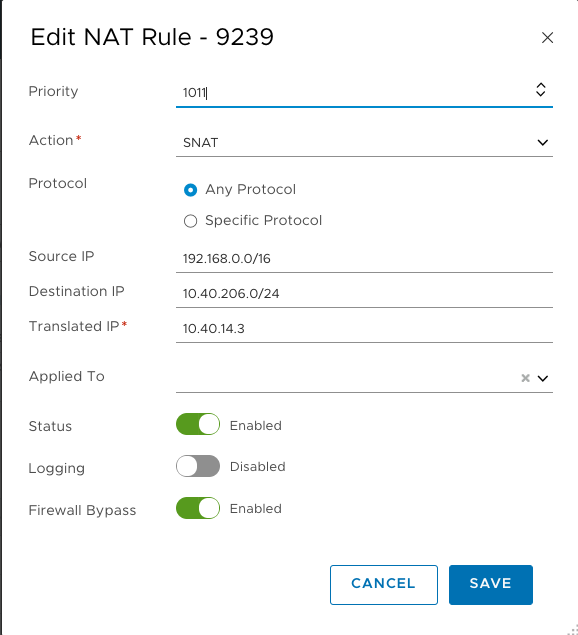 Edit NAT Rule - 9239
Priority 1011
Action* SNAT
Protocol Any Protocol
Specific Protocol
Source IP 192.168.0.0/16
Destination IP 10.40.206.0/24
Translated IP* 10.40.14.3
Applied To
Status Enabled
Logging Disabled
Firewall Bypass Enabled
CANCEL SAVE